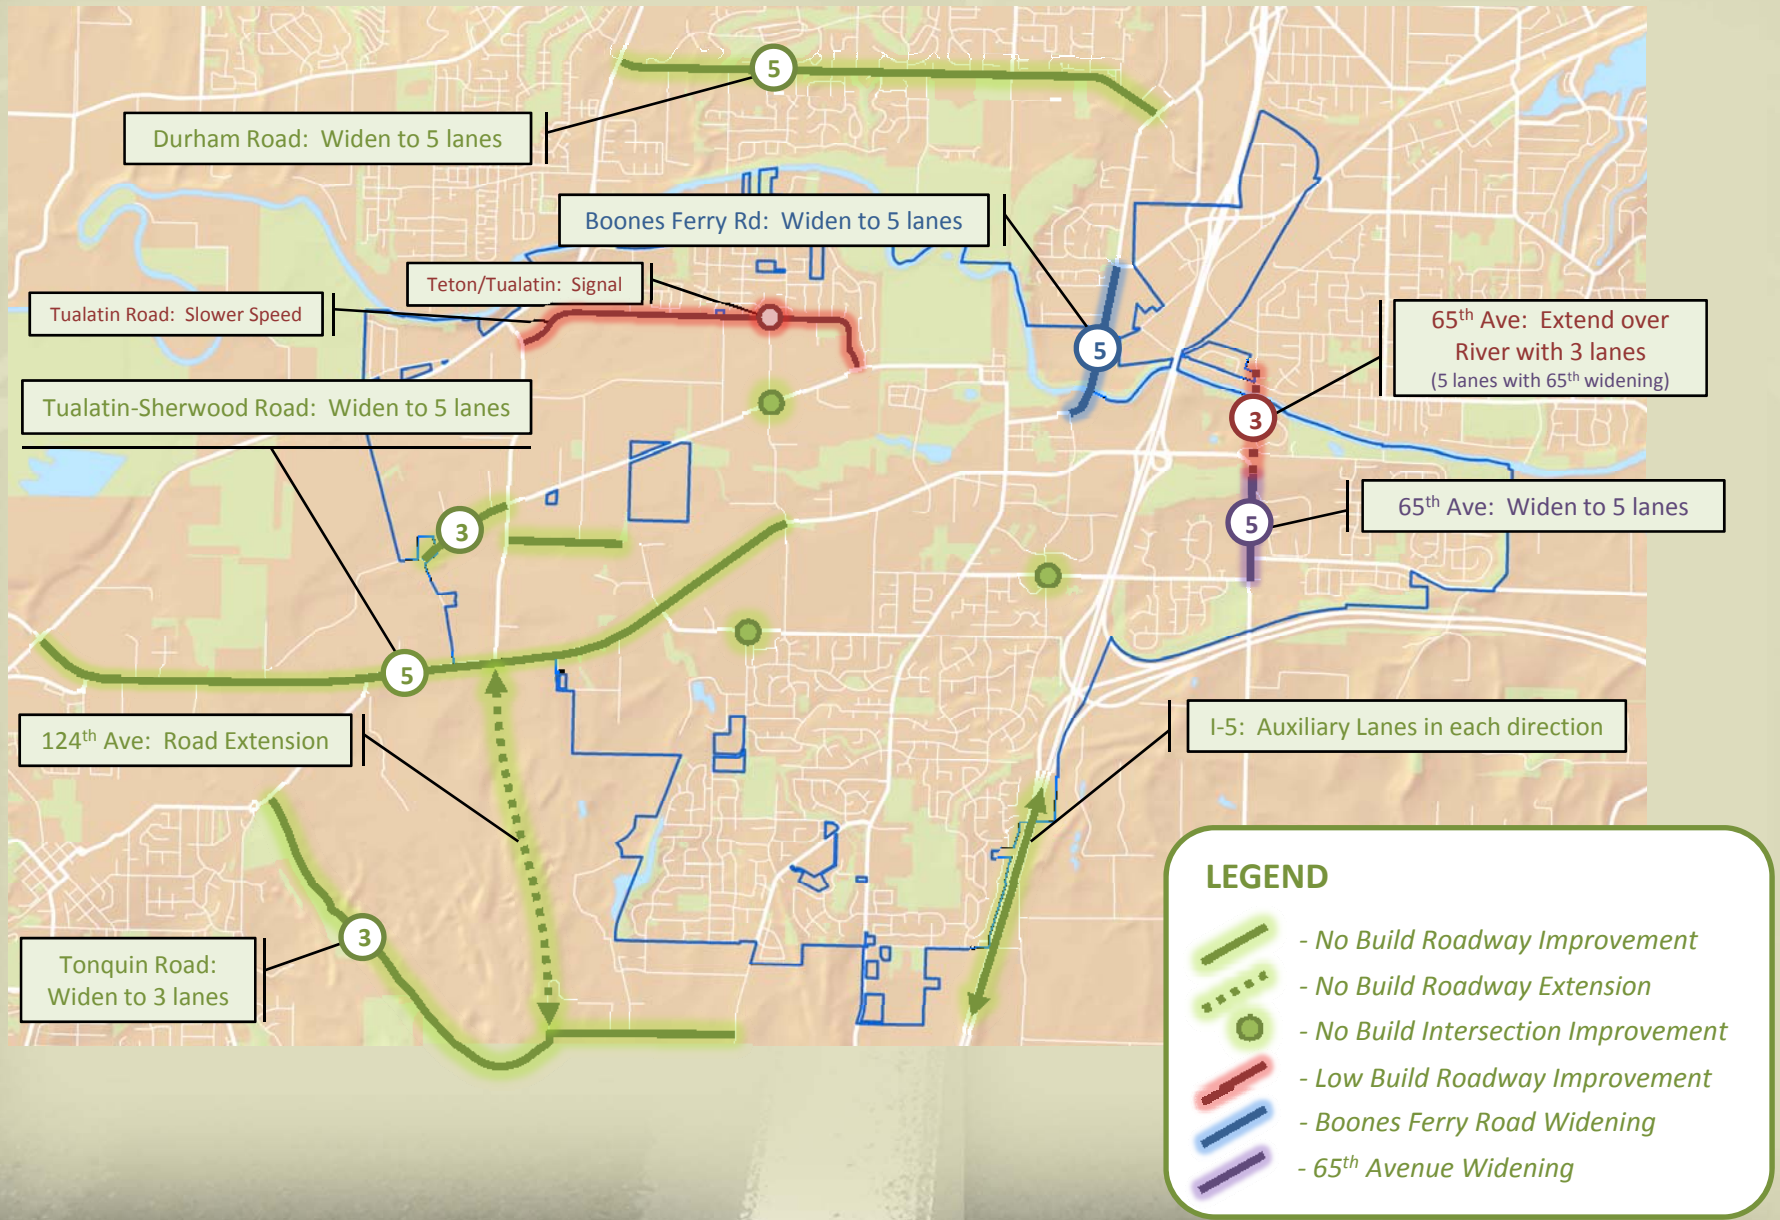 5
Durham Road: Widen to 5 lanes
Boones Ferry Rd: Widen to 5 lanes
Teton/Tualatin: Signal
Tualatin Road: Slower Speed
65th Ave: Extend over
River with 3 lanes
(5 lanes with 65th widening)
5
Tualatin-Sherwood Road: Widen to 5 lanes
3
65th Ave: Widen to 5 lanes
3
5
5
124th Ave: Road Extension
I-5: Auxiliary Lanes in each direction
3
Tonquin Road:
Widen to 3 lanes
LEGEND
- No Build Roadway Improvement
- No Build Roadway Extension
- No Build Intersection Improvement
- Low Build Roadway Improvement
- Boones Ferry Road Widening
- 65th Avenue Widening